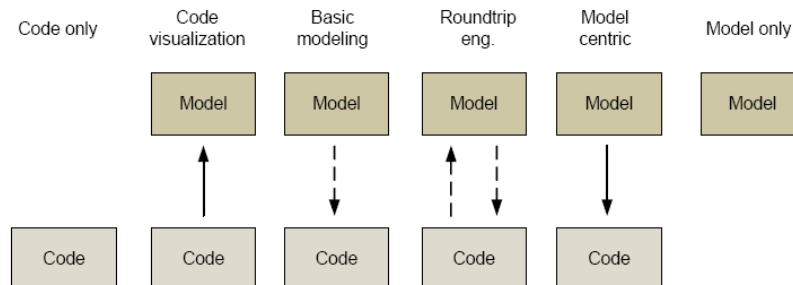 Code only
Code
visualization
Basic
modeling
Roundtrip
eng.
Model
centric
Model only
Model
Model
Model
Model
Model
Code
Code
Code
Code
Code